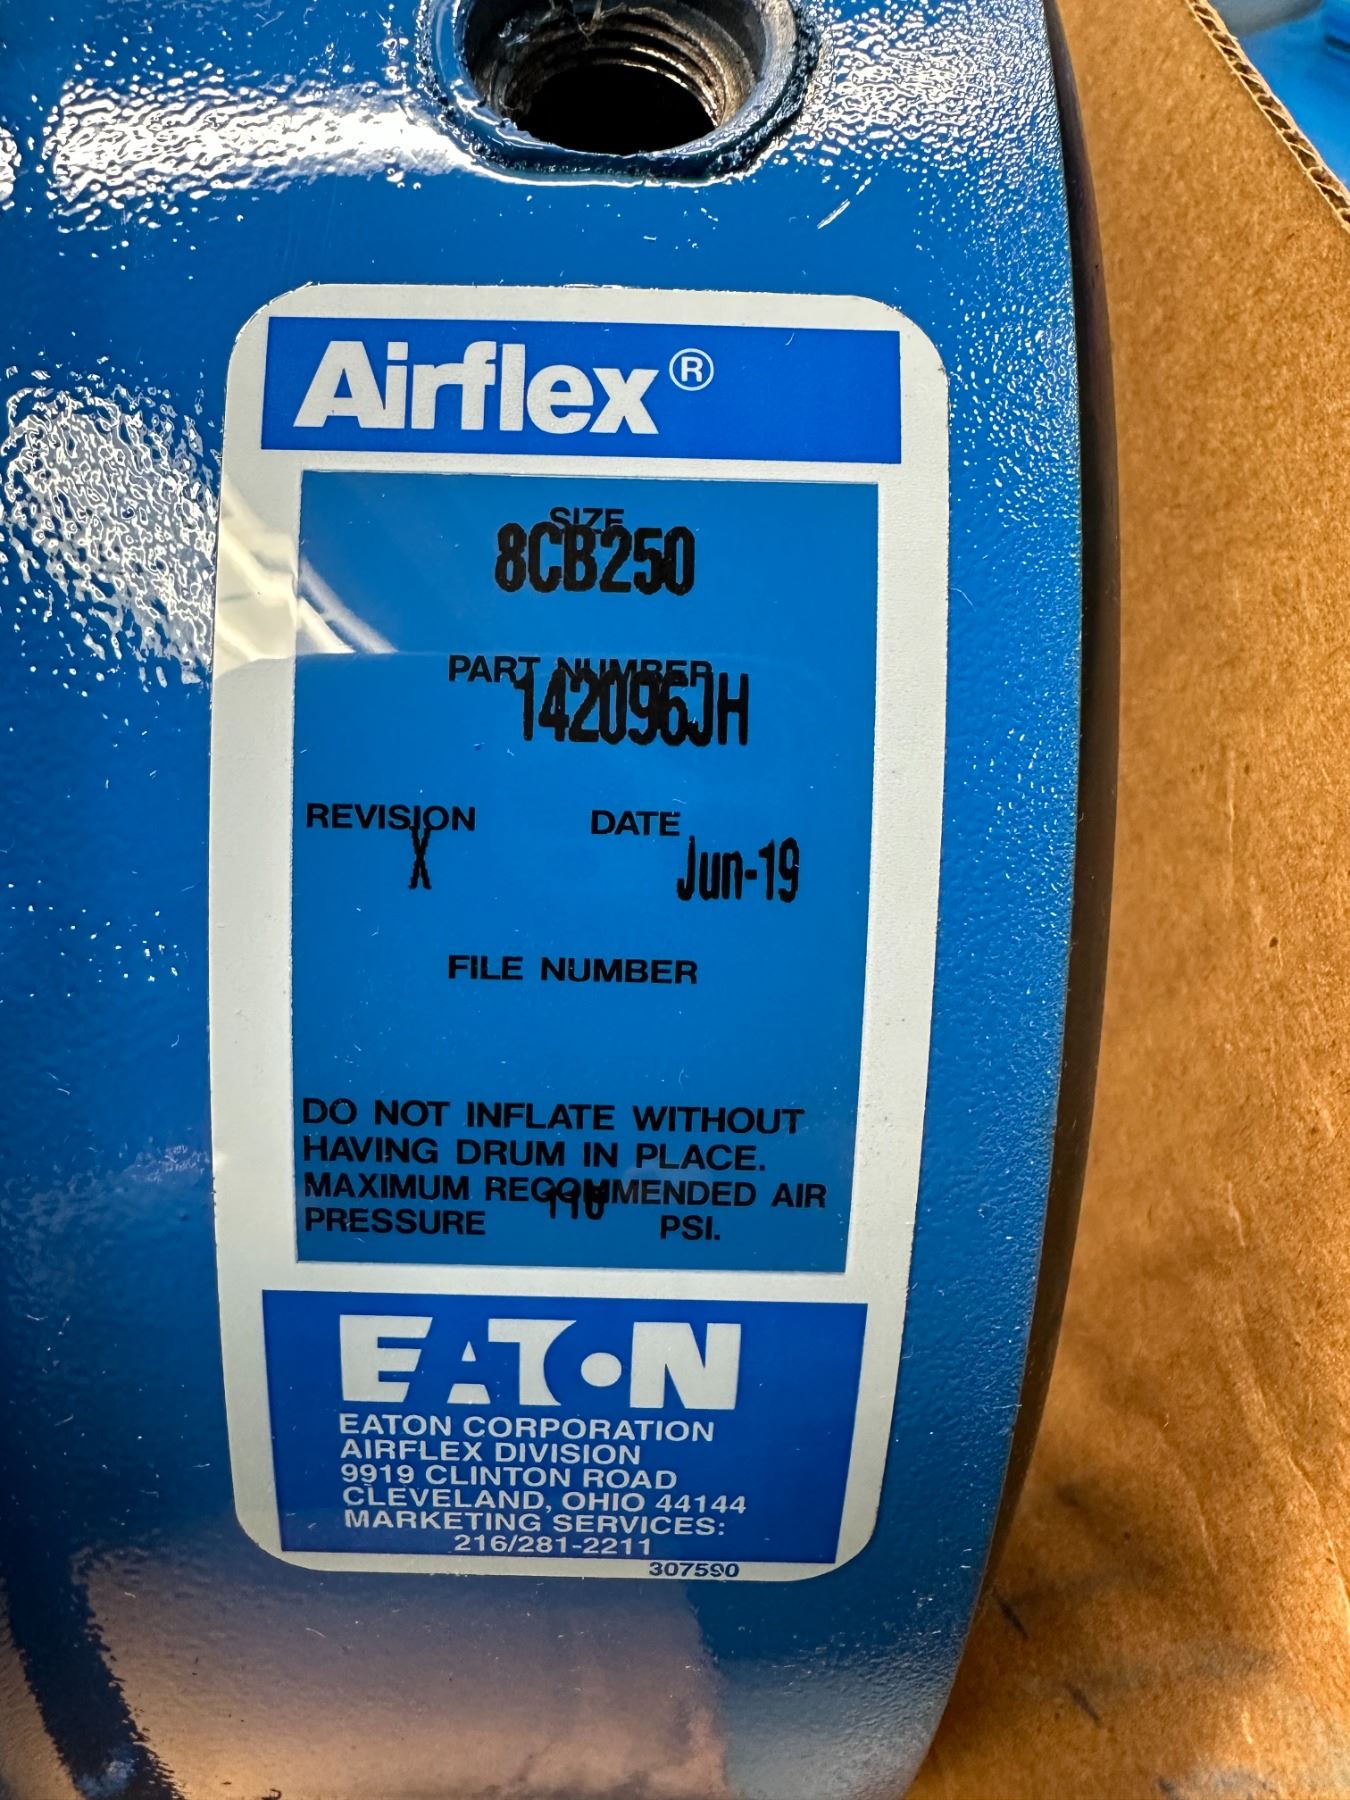 Airflex®
SIZE
8CB250
PART NUMBER
142096JH
REVISION DATE
X Jun-19
FILE NUMBER
DO NOT INFLATE WITHOUT
HAVING DRUM IN PLACE.
MAXIMUM RECOMMENDED AIR
PRESSURE 110 PSI.
EATON
EATON CORPORATION
AIRFLEX DIVISION
9919 CLINTON ROAD
CLEVELAND, OHIO 44144
MARKETING SERVICES:
216/281-2211
307590